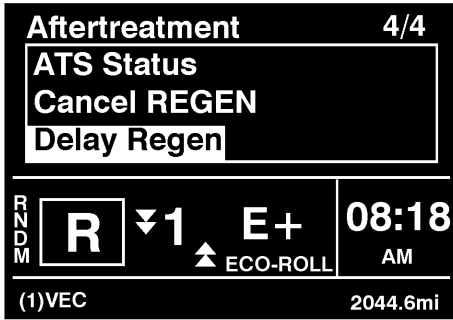 Aftertreatment 4/4
ATS Status
Cancel REGEN
Delay Regen
RNDM R 1 E+ 08:18
ECO-ROLL AM
(1)VEC 2044.6mi